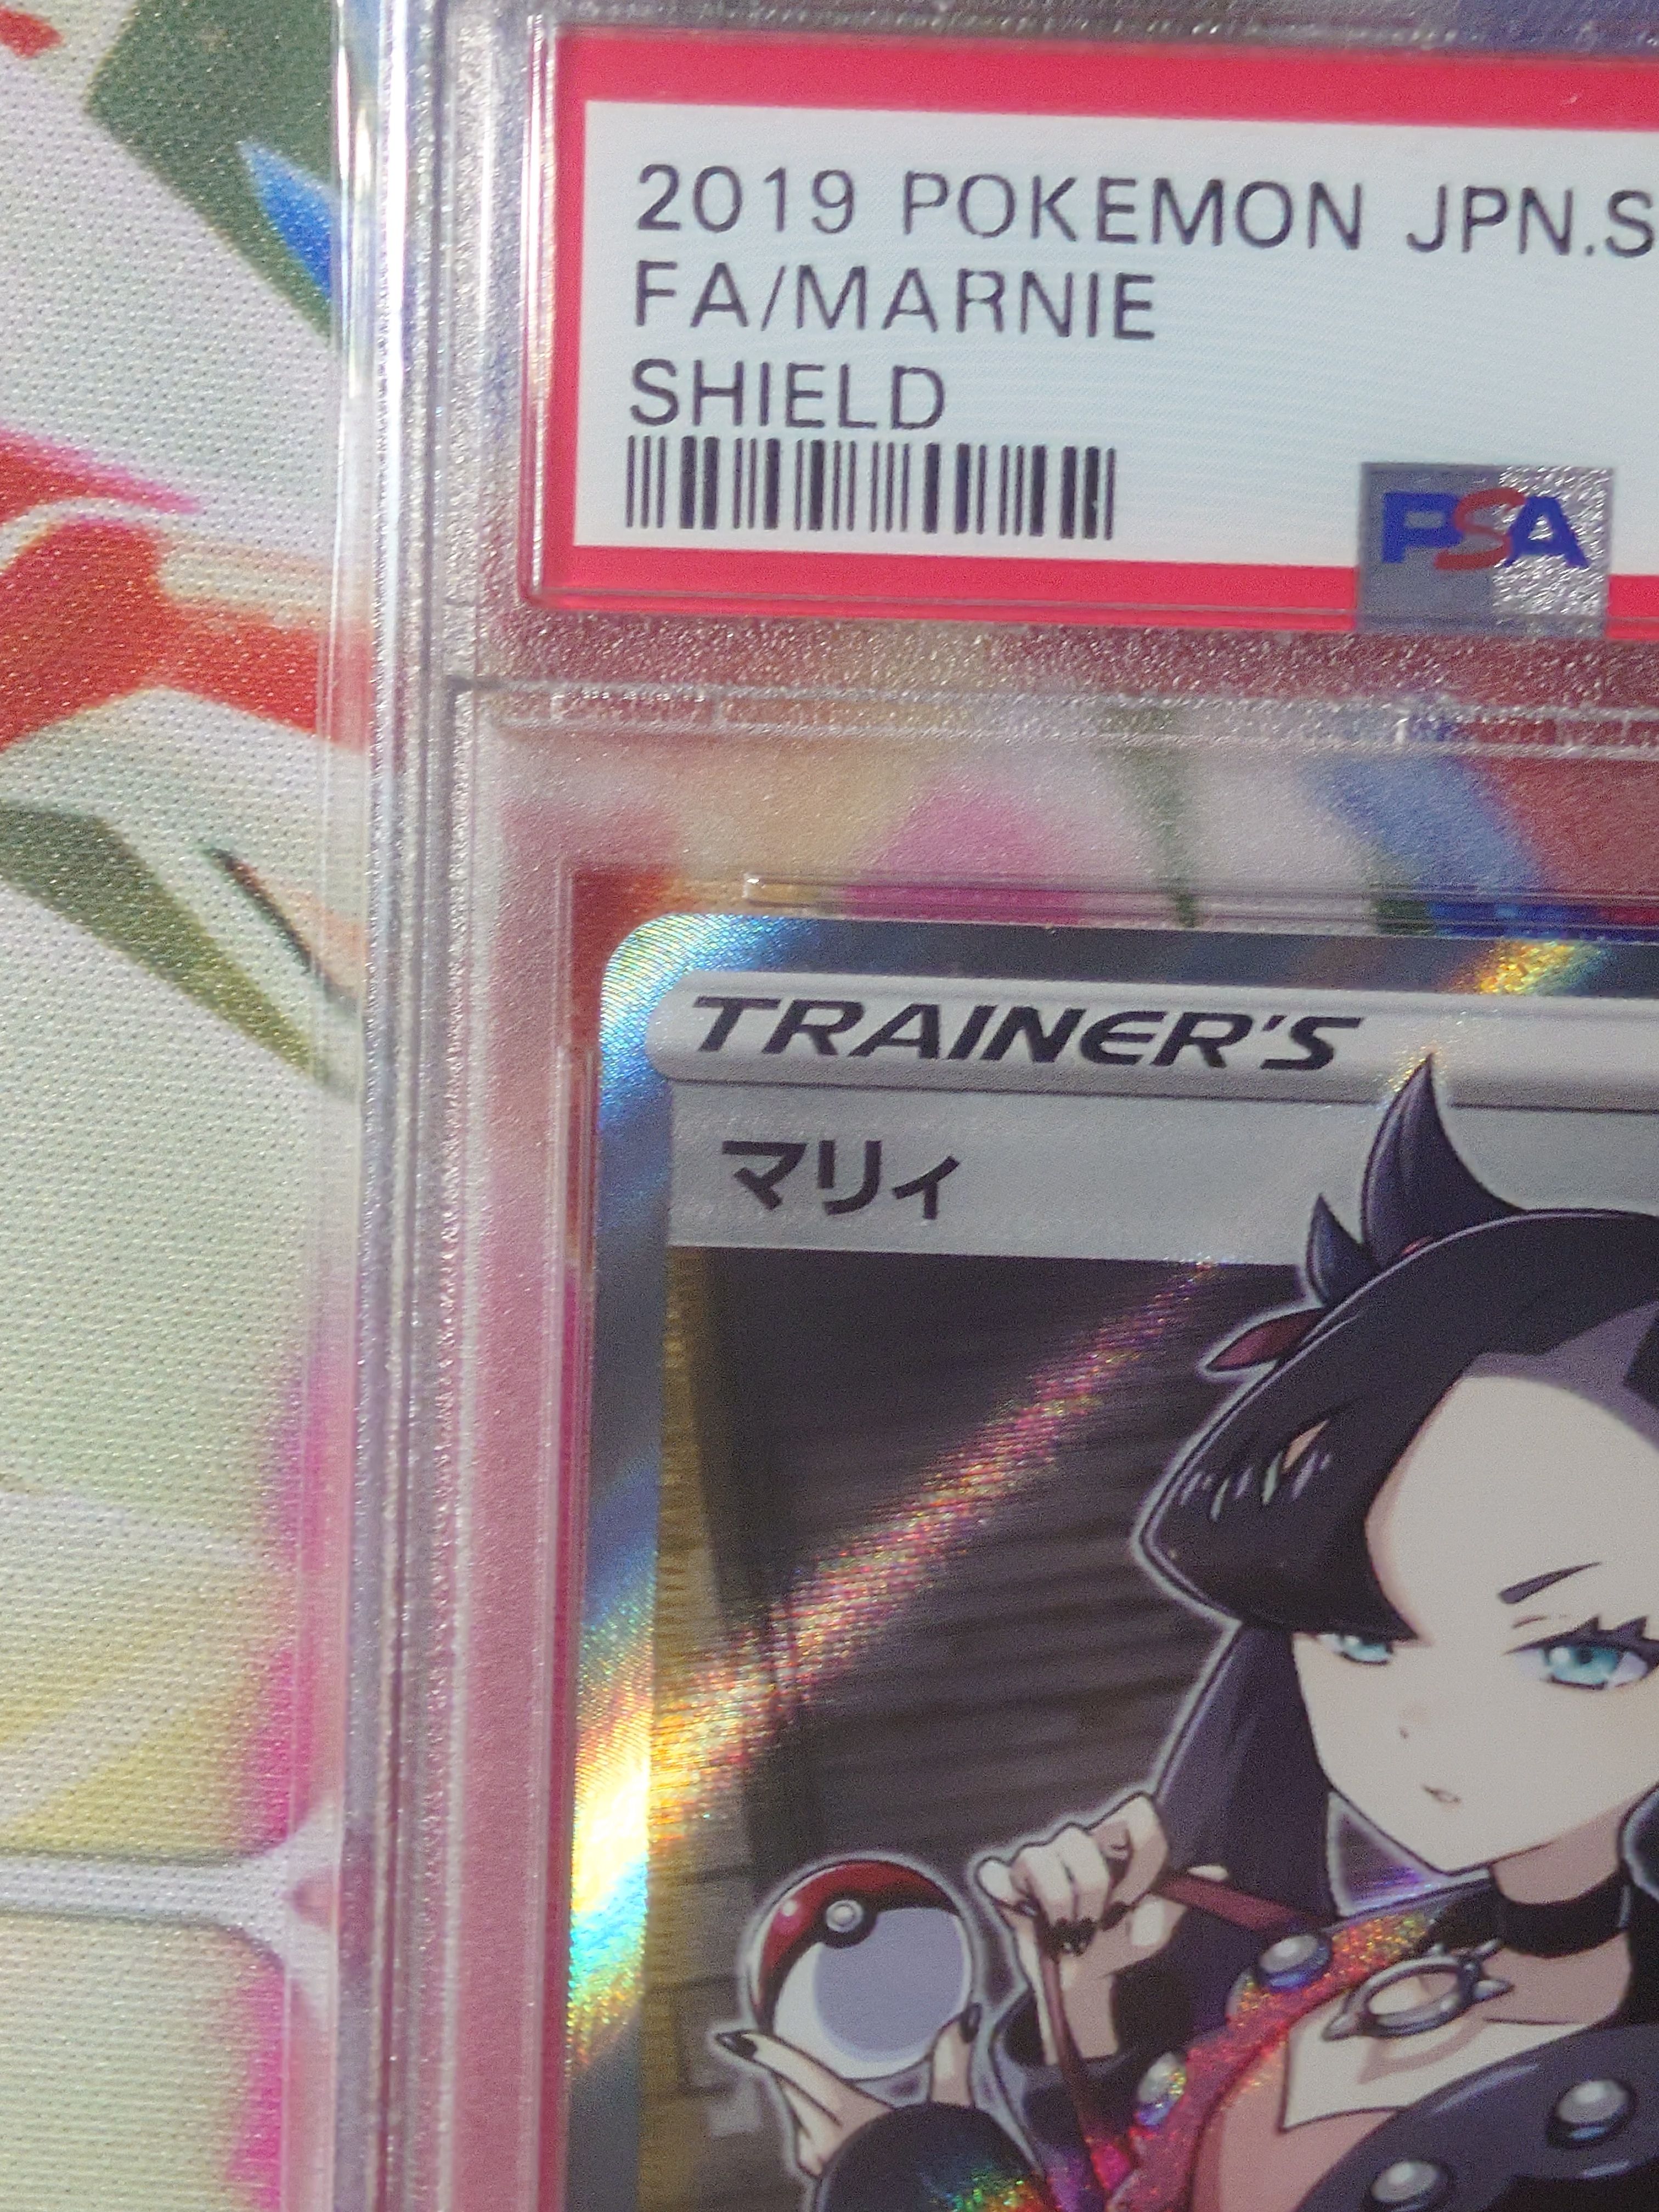 2019 POKEMON JPN.S
FA/MARNIE
SHIELD
PSA
TRAINER'S
マリィ